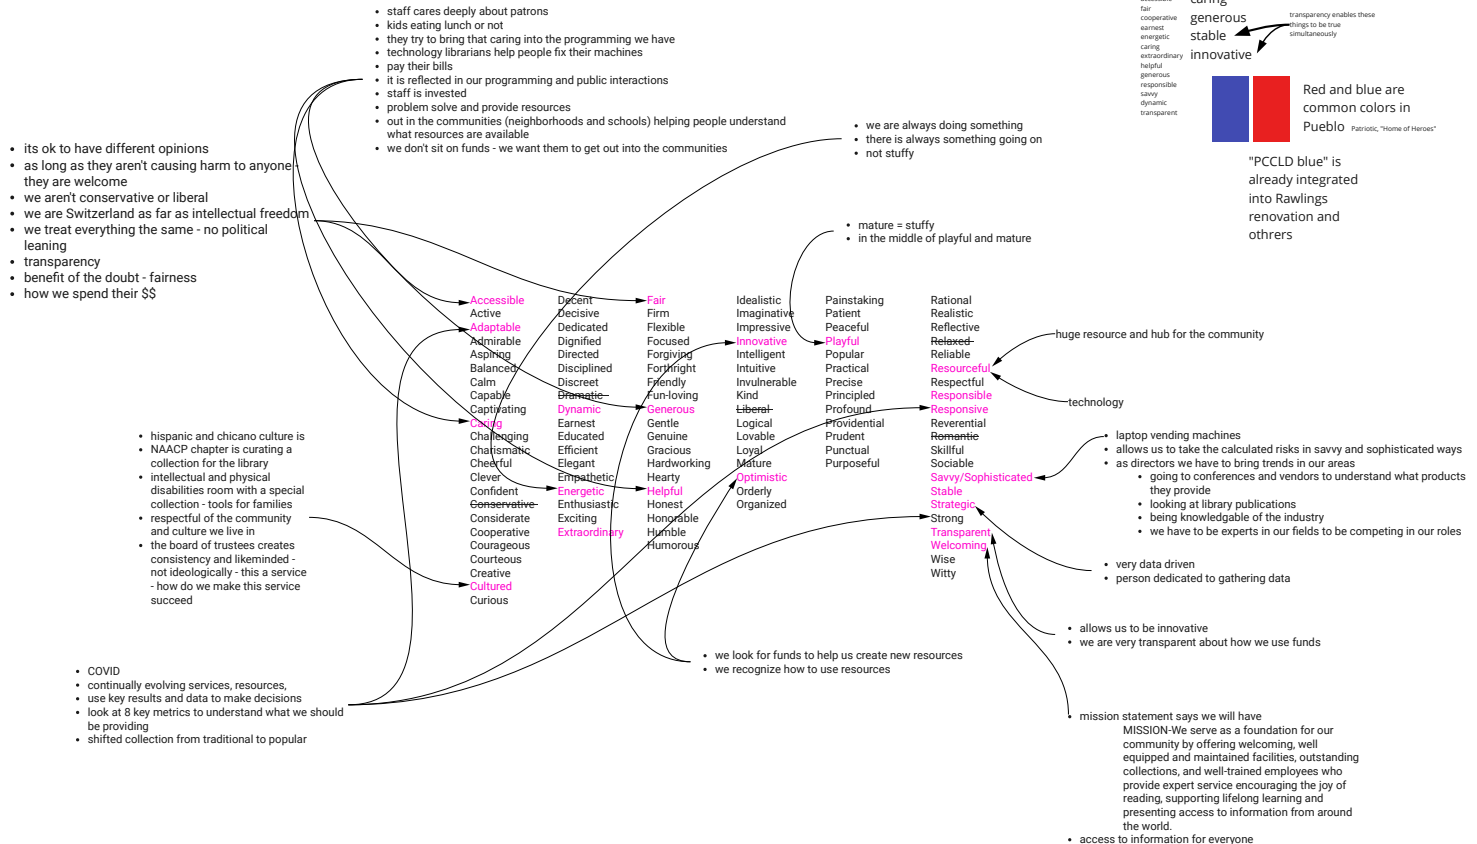 • staff cares deeply about patrons
• kids eating lunch or not
• they try to bring that caring into the programming we have
• technology librarians help people fix their machines
• pay their bills
• it is reflected in our programming and public interactions
• staff is invested
• problem solve and provide resources
• out in the communities (neighborhoods and schools) helping people understand
what resources are available
• we don't sit on funds - we want them to get out into the communities
fair
cooperative
earnest
energetic
caring
extraordinary
helpful
generous
responsible
savvy
dynamic
transparent
caring
generous
stable
innovative
transparency enables these
things to be true
simultaneously
Red and blue are
common colors in
Pueblo Patriotic, "Home of Heroes"
"PCCLD blue" is
already integrated
into Rawlings
renovation and
othrers
• its ok to have different opinions
• as long as they aren't causing harm to anyone -
they are welcome
• we aren't conservative or liberal
• we are Switzerland as far as intellectual freedom
• we treat everything the same - no political
leaning
• transparency
• benefit of the doubt - fairness
• how we spend their $$
• we are always doing something
• there is always something going on
• not stuffy
• mature = stuffy
• in the middle of playful and mature
Accessible
Active
Adaptable
Admirable
Aspiring
Balanced
Calm
Capable
Captivating
Caring
Challenging
Charismatic
Cheerful
Clever
Confident
Conservative
Considerate
Cooperative
Courageous
Courteous
Creative
Cultured
Curious
Decent
Decisive
Dedicated
Dignified
Directed
Disciplined
Discreet
Dramatic
Dynamic
Earnest
Educated
Efficient
Elegant
Empathetic
Energetic
Enthusiastic
Exciting
Extraordinary
Fair
Firm
Flexible
Focused
Forgiving
Forthright
Friendly
Fun-loving
Generous
Gentle
Genuine
Gracious
Hardworking
Hearty
Helpful
Honest
Honorable
Humble
Humorous
Idealistic
Imaginative
Impressive
Innovative
Intelligent
Intuitive
Invulnerable
Kind
Liberal
Logical
Lovable
Loyal
Mature
Optimistic
Orderly
Organized
Painstaking
Patient
Peaceful
Playful
Popular
Practical
Precise
Principled
Profound
Providential
Prudent
Punctual
Purposeful
Rational
Realistic
Reflective
Relaxed
Reliable
Resourceful
Respectful
Responsible
Responsive
Reverential
Romantic
Skillful
Sociable
Savvy/Sophisticated
Stable
Strategic
Strong
Transparent
Welcoming
Wise
Witty
huge resource and hub for the community
technology
• laptop vending machines
• allows us to take the calculated risks in savvy and sophisticated ways
• as directors we have to bring trends in our areas
• going to conferences and vendors to understand what products
they provide
• looking at library publications
• being knowledgable of the industry
• we have to be experts in our fields to be competing in our roles
• very data driven
• person dedicated to gathering data
• allows us to be innovative
• we are very transparent about how we use funds
• mission statement says we will have
MISSION-We serve as a foundation for our
community by offering welcoming, well
equipped and maintained facilities, outstanding
collections, and well-trained employees who
provide expert service encouraging the joy of
reading, supporting lifelong learning and
presenting access to information from around
the world.
• access to information for everyone
• hispanic and chicano culture is
• NAACP chapter is curating a
collection for the library
• intellectual and physical
disabilities room with a special
collection - tools for families
• respectful of the community
and culture we live in
• the board of trustees creates
consistency and likeminded -
not ideologically - this a service
- how do we make this service
succeed
• COVID
• continually evolving services, resources,
• use key results and data to make decisions
• look at 8 key metrics to understand what we should
be providing
• shifted collection from traditional to popular
• we look for funds to help us create new resources
• we recognize how to use resources